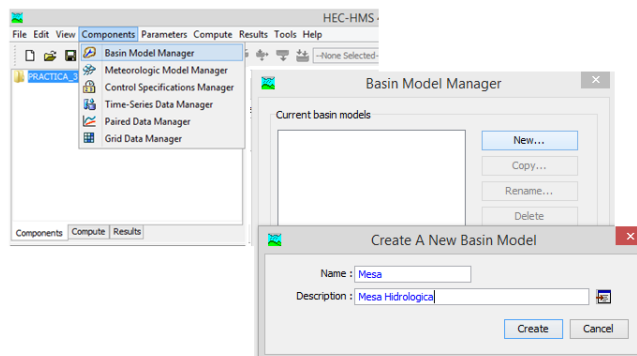 HEC-HMS
File Edit View Components Parameters Compute Results Tools Help
--None Selected-
PRACTICA_3
Basin Model Manager
Meteorologic Model Manager
Control Specifications Manager
Time-Series Data Manager
Paired Data Manager
Grid Data Manager
Components Compute Results
Basin Model Manager
Current basin models
New...
Copy...
Rename...
Delete
Create A New Basin Model
Name : Mesa
Description : Mesa Hidrologica
Create Cancel